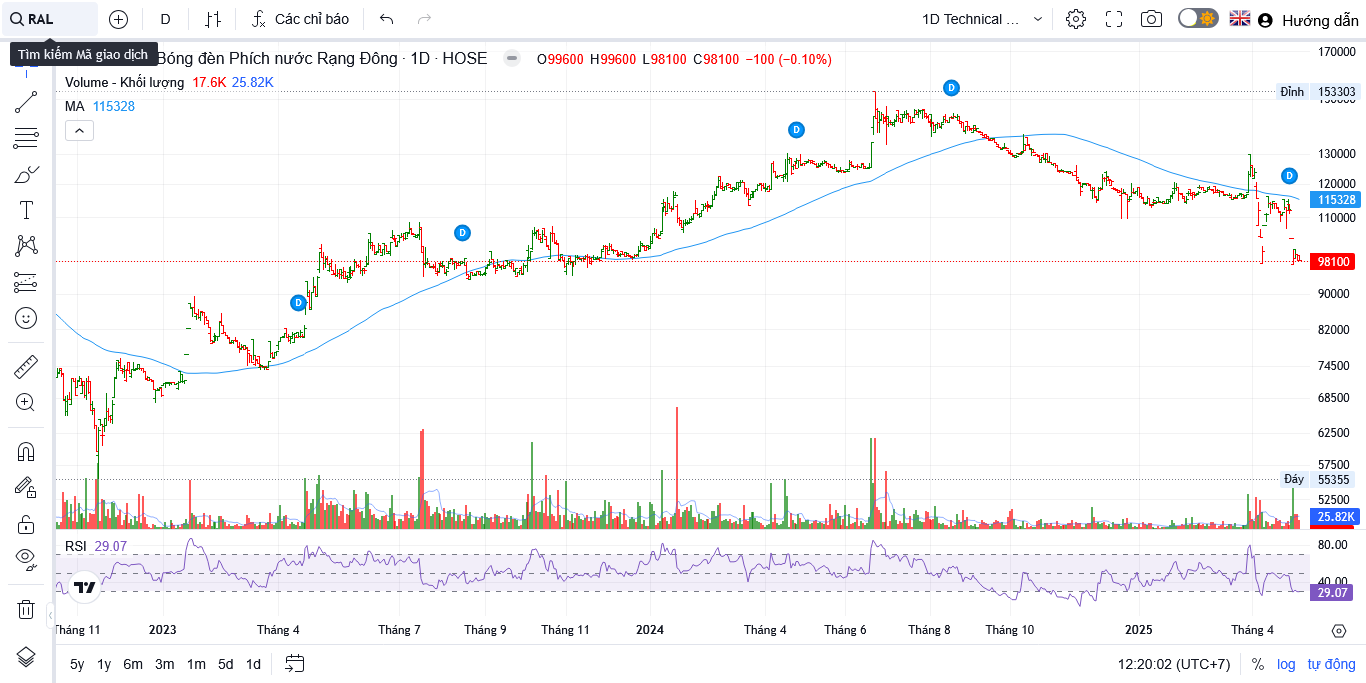 RAL D Các chỉ báo 1D Technical ... Hướng dẫn
Tìm kiếm Mã giao dịch
Bóng đèn Phích nước Rạng Đông · 1D · HOSE O99600 H99600 L98100 C98100 −100 (−0.10%)
Volume - Khối lượng 17.6K 25.82K
MA 115328
170000
Đỉnh 153303
D
D
130000
D
120000
115328
110000
D
98100
90000
D
82000
74500
68500
62500
57500
Đáy 55355
52500
25.82K
RSI 29.07
80.00
40.00
29.07
Tháng 11 2023 Tháng 4 Tháng 7 Tháng 9 Tháng 11 2024 Tháng 4 Tháng 6 Tháng 8 Tháng 10 2025 Tháng 4
5y 1y 6m 3m 1m 5d 1d 12:20:02 (UTC+7) % log tự động